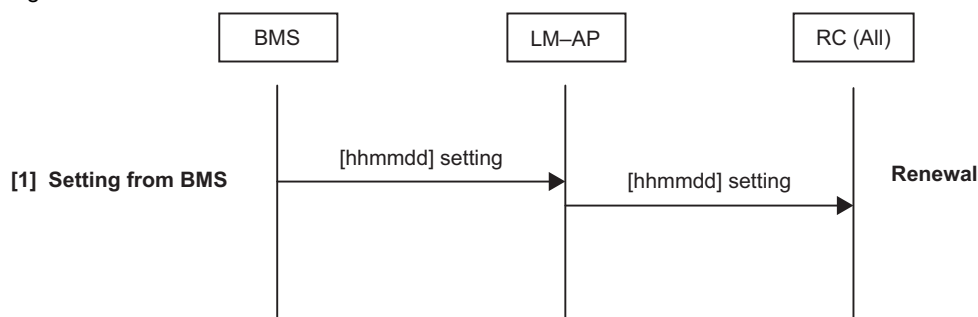 BMS
LM–AP
RC (All)
[hhmmdd] setting
[1] Setting from BMS
[hhmmdd] setting
Renewal